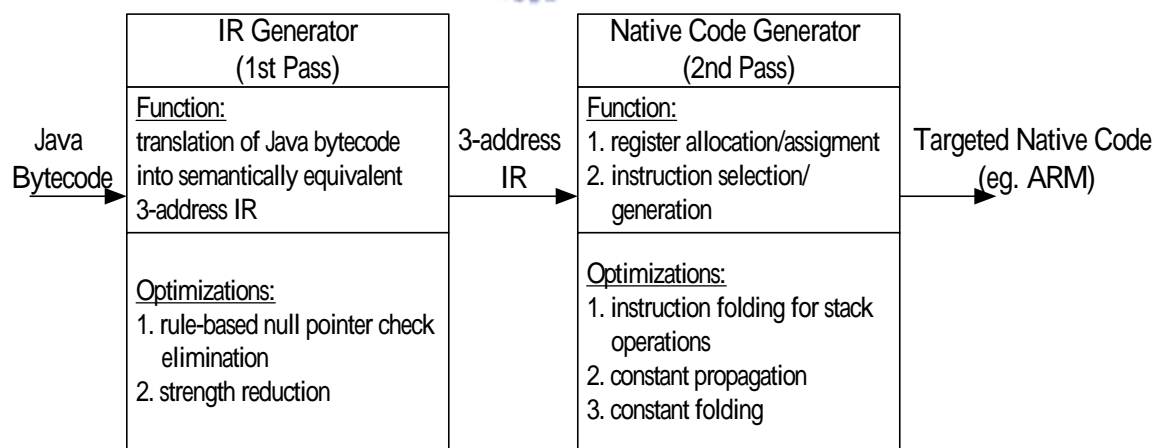 Java
Bytecode
IR Generator
(1st Pass)
Function:
translation of Java bytecode
into semantically equivalent
3-address IR
Optimizations:
1. rule-based null pointer check
elimination
2. strength reduction
3-address
IR
Native Code Generator
(2nd Pass)
Function:
1. register allocation/assigment
2. instruction selection/
generation
Optimizations:
1. instruction folding for stack
operations
2. constant propagation
3. constant folding
Targeted Native Code
(eg. ARM)